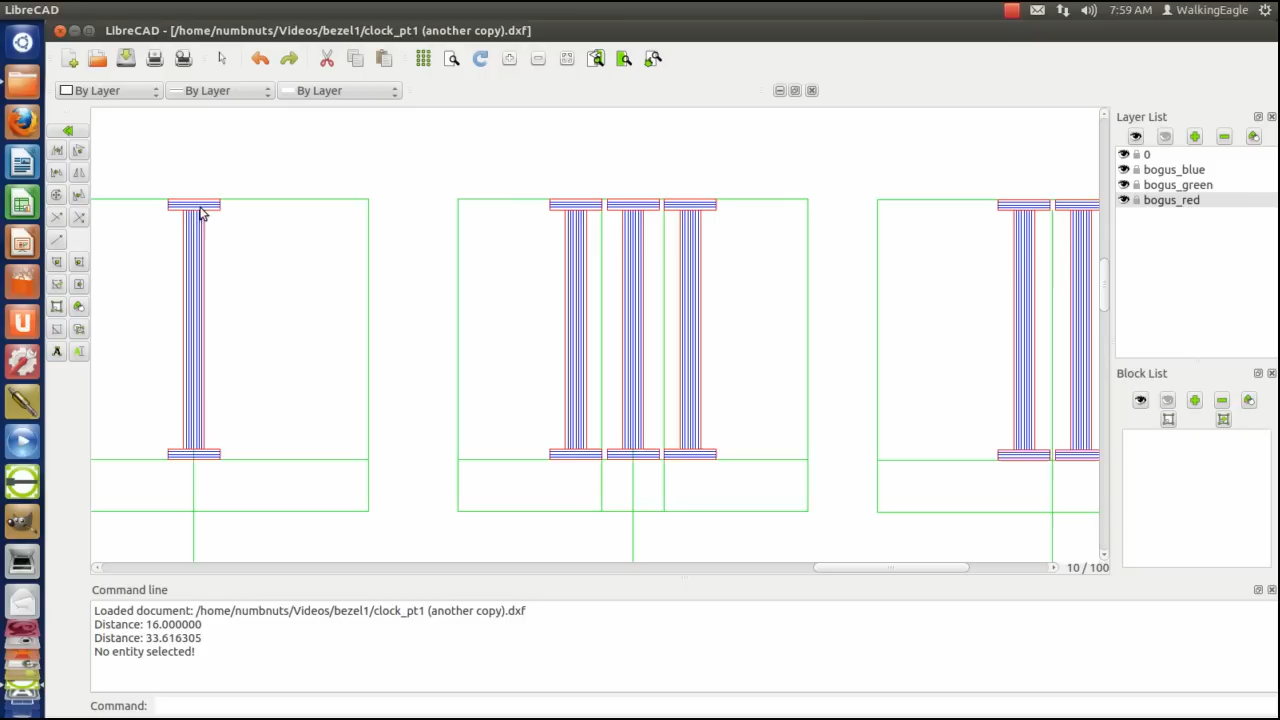 LibreCAD
7:59 AM
WalkingEagle
LibreCAD - [/home/numbnuts/Videos/bezel1/clock_pt1 (another copy).dxf]
By Layer
By Layer
By Layer
Layer List
0
bogus_blue
bogus_green
bogus_red
Block List
10 / 100
Command line
Loaded document: /home/numbnuts/Videos/bezel1/clock_pt1 (another copy).dxf
Distance: 16.000000
Distance: 33.616305
No entity selected!
Command: